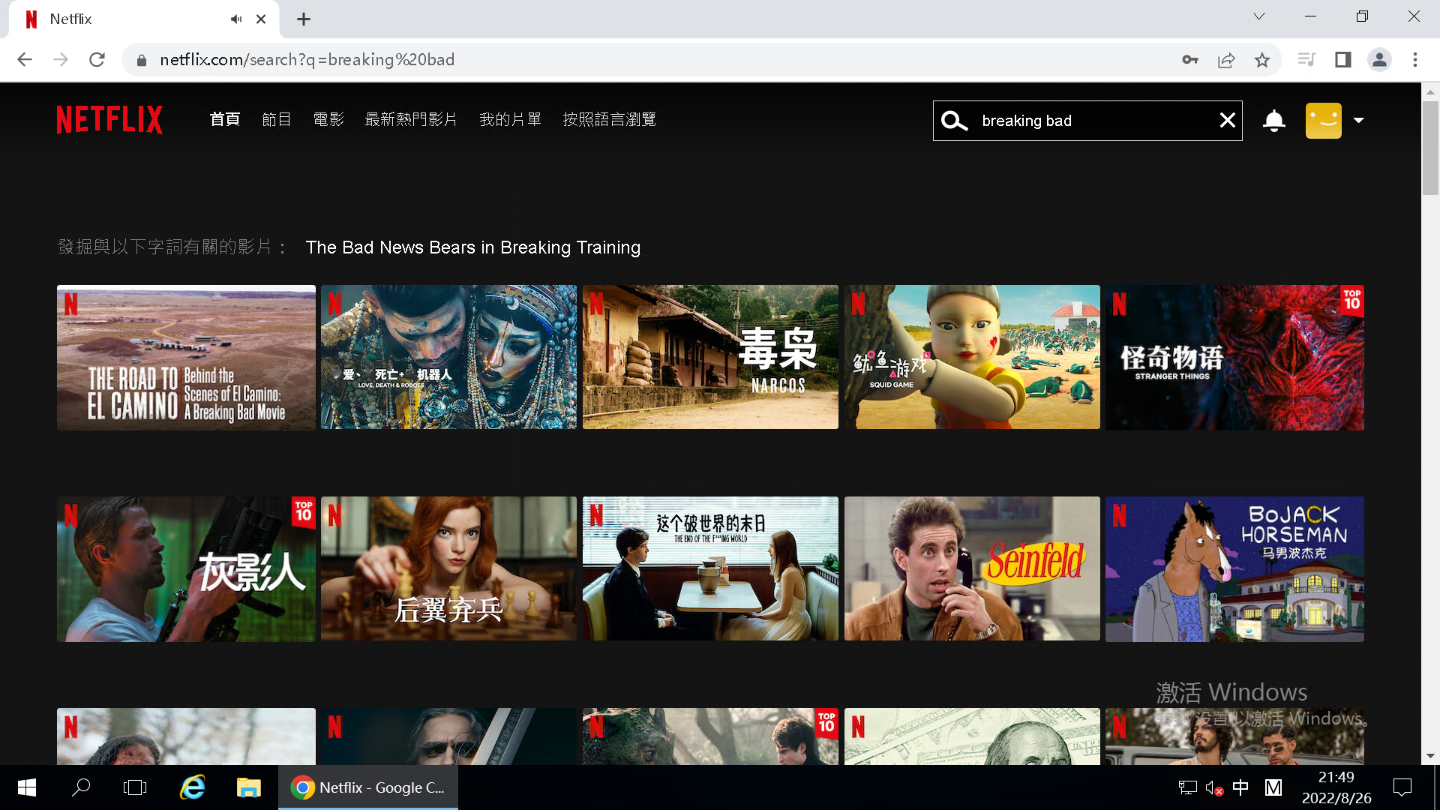 Netflix
netflix.com/search?q=breaking%20bad
NETFLIX
首頁 節目 電影 最新熱門影片 我的片單 按照語言瀏覽
breaking bad
發掘與以下字詞有關的影片： The Bad News Bears in Breaking Training
N
THE ROAD TO EL CAMINO
Behind the
Scenes of El Camino:
A Breaking Bad Movie
N
爱、死亡+机器人
LOVE, DEATH & ROBOTS
N
毒枭
NARCOS
N
鱿鱼游戏
SQUID GAME
N
TOP
10
怪奇物语
STRANGER THINGS
N
TOP
10
灰影人
N
后翼弃兵
N
这个破世界的末日
THE END OF THE F***ING WORLD
Seinfeld
N
BOJACK
HORSEMAN
马男波杰克
N
N
N
TOP
10
N
N
激活 Windows
设置以激活 Windows。
Netflix - Google C...
中
M
21:49
2022/8/26